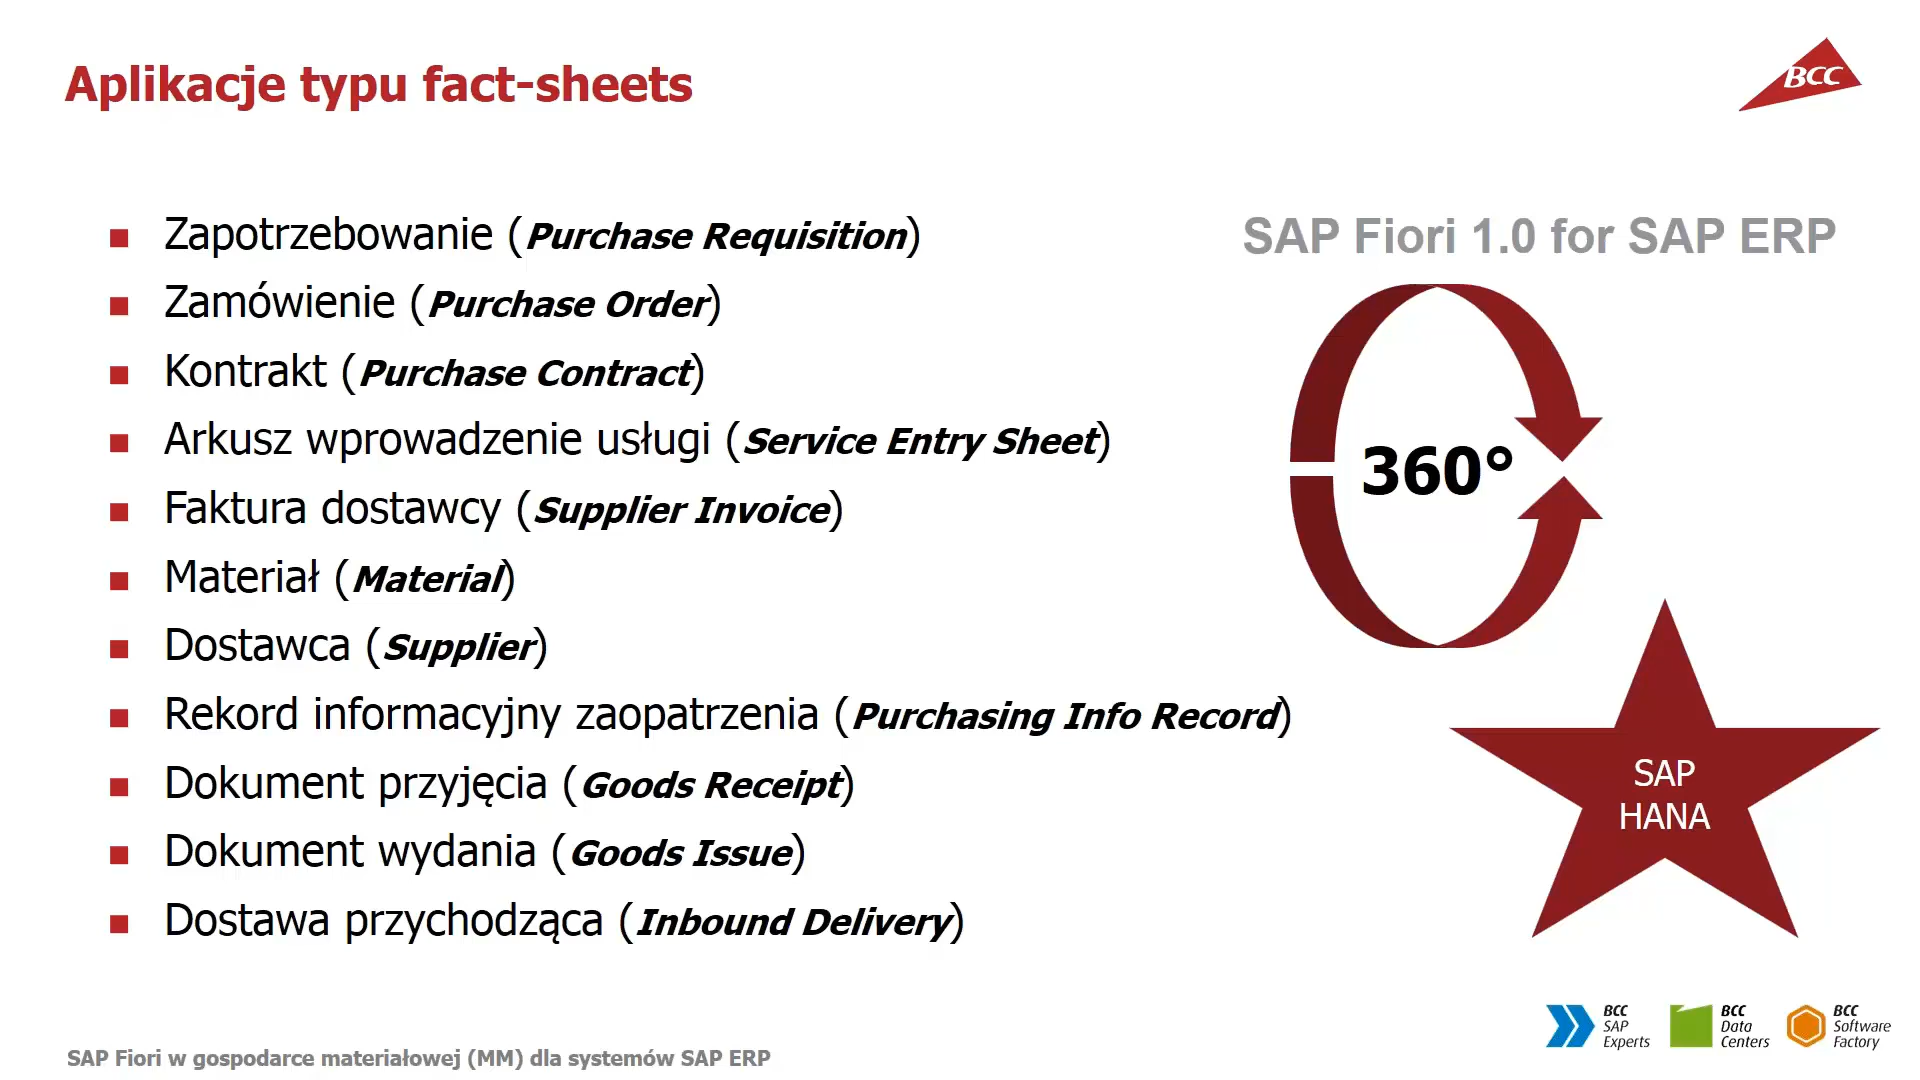 Aplikacje typu fact-sheets
BCC
Zapotrzebowanie (Purchase Requisition)
Zamówienie (Purchase Order)
Kontrakt (Purchase Contract)
Arkusz wprowadzenie usługi (Service Entry Sheet)
Faktura dostawcy (Supplier Invoice)
Materiał (Material)
Dostawca (Supplier)
Rekord informacyjny zaopatrzenia (Purchasing Info Record)
Dokument przyjęcia (Goods Receipt)
Dokument wydania (Goods Issue)
Dostawa przychodząca (Inbound Delivery)
SAP Fiori 1.0 for SAP ERP
360°
SAP
HANA
BCC
SAP
Experts
BCC
Data
Centers
BCC
Software
Factory
SAP Fiori w gospodarce materiałowej (MM) dla systemów SAP ERP